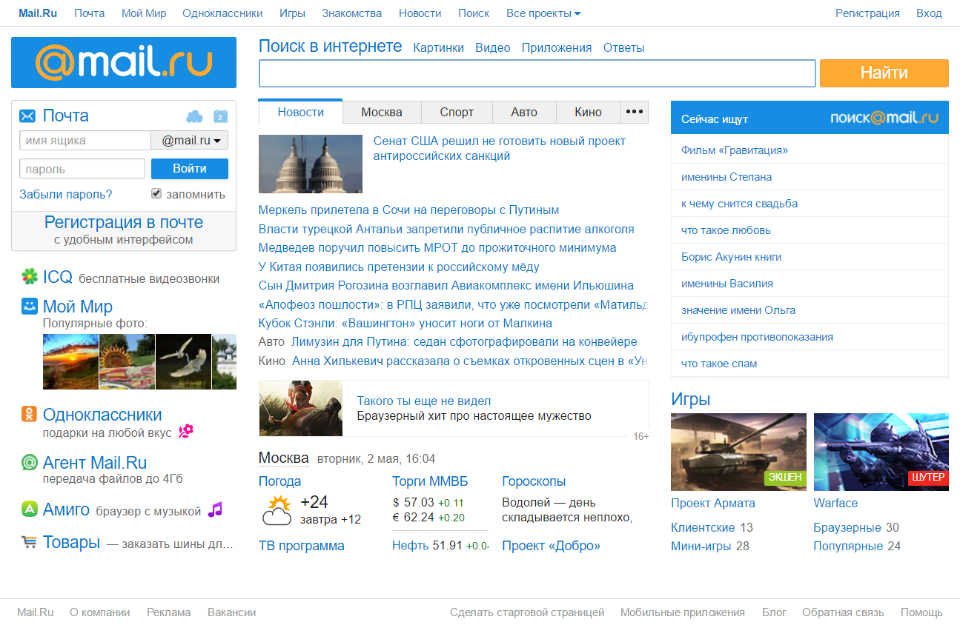 Mail.Ru Почта Мой Мир Одноклассники Игры Знакомства Новости Поиск Все проекты Регистрация Вход
@mail.ru
Поиск в интернете Картинки Видео Приложения Ответы
Найти
Почта 2
имя ящика @mail.ru
пароль Войти
Забыли пароль? запомнить
Регистрация в почте
с удобным интерфейсом
ICQ бесплатные видеозвонки
Мой Мир
Популярные фото:
Одноклассники
подарки на любой вкус
Агент Mail.Ru
передача файлов до 4Гб
Амиго браузер с музыкой
Товары — заказать шины дл...
Новости Москва Спорт Авто Кино •••
Сенат США решил не готовить новый проект
антироссийских санкций
Меркель прилетела в Сочи на переговоры с Путиным
Власти турецкой Антальи запретили публичное распитие алкоголя
Медведев поручил повысить МРОТ до прожиточного минимума
У Китая появились претензии к российскому мёду
Сын Дмитрия Рогозина возглавил Авиакомплекс имени Ильюшина
«Апофеоз пошлости»: в РПЦ заявили, что уже посмотрели «Матильд
Кубок Стэнли: «Вашингтон» уносит ноги от Малкина
Авто Лимузин для Путина: седан сфотографировали на конвейере
Кино Анна Хилькевич рассказала о съемках откровенных сцен в «Ун
Такого ты еще не видел
Браузерный хит про настоящее мужество
16+
Москва вторник, 2 мая, 16:04
Погода Торги ММВБ Гороскопы
+24
завтра +12
$ 57.03 +0.11
€ 62.24 +0.20
Водолей — день
складывается неплохо,
ТВ программа Нефть 51.91 +0.0 Проект «Добро»
Сейчас ищут поиск@mail.ru
Фильм «Гравитация»
именины Степана
к чему снится свадьба
что такое любовь
Борис Акунин книги
именины Василия
значение имени Ольга
ибупрофен противопоказания
что такое спам
Игры
ЭКШЕН ШУТЕР
Проект Армата Warface
Клиентские 13 Браузерные 30
Мини-игры 28 Популярные 24
Mail.Ru О компании Реклама Вакансии Сделать стартовой страницей Мобильные приложения Блог Обратная связь Помощь